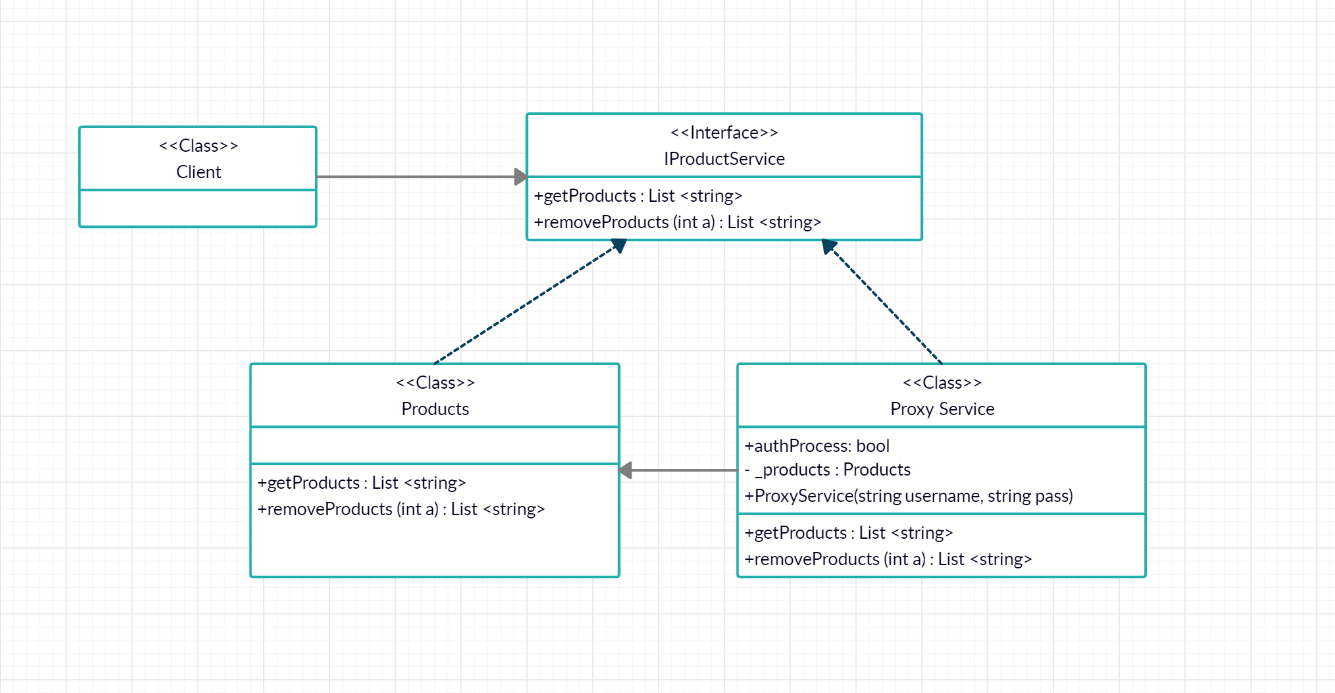 <<Class>>
Client
<<Interface>>
IProductService
+getProducts : List <string>
+removeProducts (int a) : List <string>
<<Class>>
Products
+getProducts : List <string>
+removeProducts (int a) : List <string>
<<Class>>
Proxy Service
+authProcess: bool
- _products : Products
+ProxyService(string username, string pass)
+getProducts : List <string>
+removeProducts (int a) : List <string>